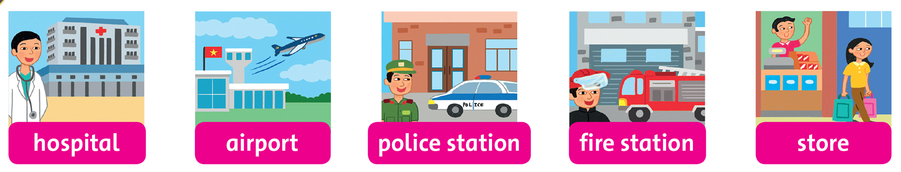 POLICE
hospital
airport
police station
fire station
store